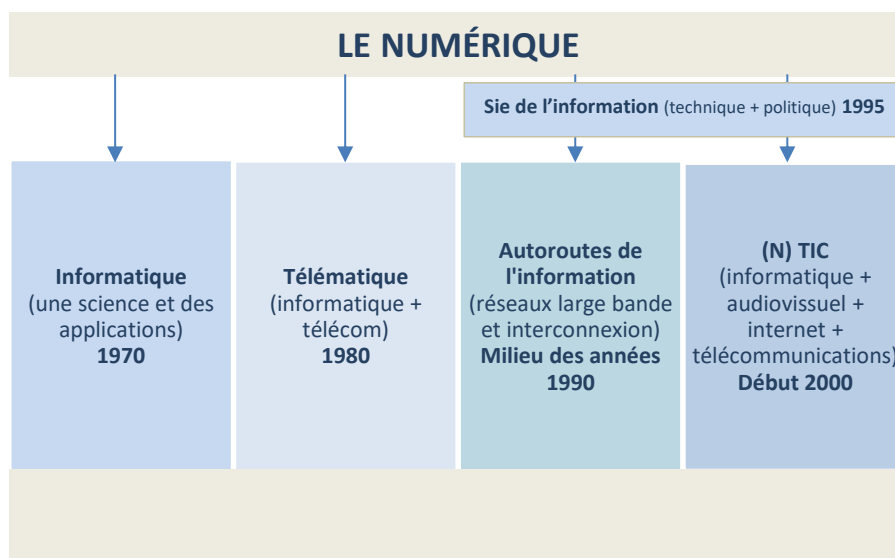 LE NUMÉRIQUE
Sie de l’information (technique + politique) 1995
Informatique
(une science et des
applications)
1970
Télématique
(informatique +
télécom)
1980
Autoroutes de
l'information
(réseaux large bande
et interconnexion)
Milieu des années
1990
(N) TIC
(informatique +
audiovissuel +
internet +
télécommunications)
Début 2000